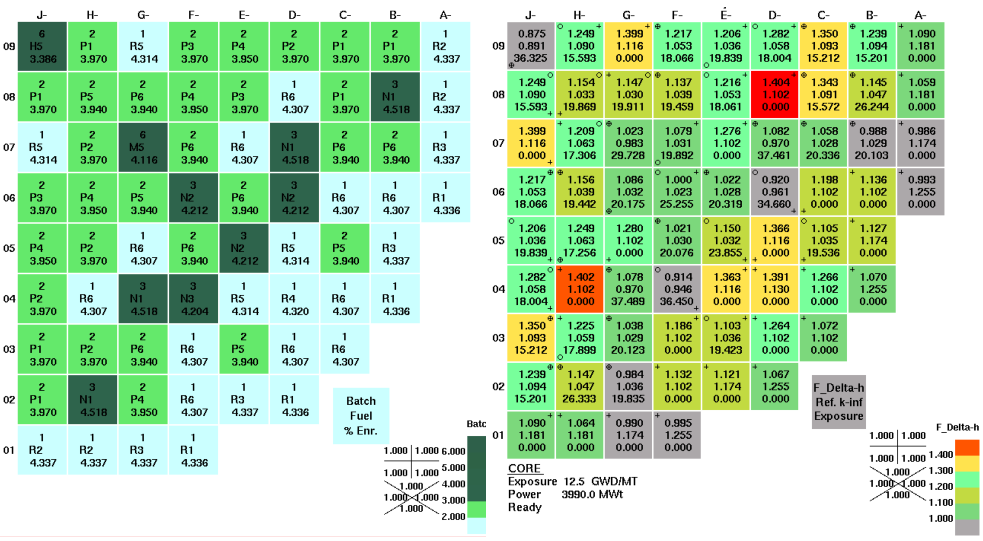 J- H- G- F- E- D- C- B- A-
09
6 2 1 2 2 2 2 2 1
H5 P1 R5 P3 P4 P2 P1 P1 R2
3.386 3.970 4.314 3.970 3.950 3.970 3.970 3.970 4.337
08
2 2 2 2 2 1 2 3 1
P1 P5 P6 P4 P3 R6 P1 N1 R2
3.970 3.940 3.940 3.950 3.970 4.307 3.970 4.518 4.337
07
1 2 6 2 1 3 2 2 1
R5 P2 M5 P6 R6 N1 P6 P6 R3
4.314 3.970 4.116 3.940 4.307 4.518 3.940 3.940 4.337
06
2 2 2 3 2 3 1 1 1
P3 P4 P5 N2 P6 N2 R6 R6 R1
3.970 3.950 3.940 4.212 3.940 4.212 4.307 4.307 4.336
05
2 2 1 2 3 1 2 1
P4 P2 R6 P6 N2 R5 P5 R3
3.950 3.970 4.307 3.940 4.212 4.314 3.940 4.337
04
2 1 3 3 1 1 1 1
P2 R6 N1 N3 R5 R4 R6 R1
3.970 4.307 4.518 4.204 4.314 4.320 4.307 4.336
03
2 2 2 1 2 1 1
P1 P2 P6 R6 P5 R6 R6
3.970 3.970 3.940 4.307 3.940 4.307 4.307
02
2 3 2 1 1 1
P1 N1 P4 R6 R3 R1
3.970 4.518 3.950 4.307 4.337 4.336
01
1 1 1 1
R2 R2 R3 R1
4.337 4.337 4.337 4.336
Batch
Fuel
% Enr.
Batc
1.000 1.000
1.000 1.000
1.000
1.000 1.000
1.000
6.000
5.000
4.000
3.000
2.000
J- H- G- F- E- D- C- B- A-
09
0.875 1.249 1.399 1.217 1.206 1.282 1.350 1.239 1.090
0.891 1.090 1.116 1.053 1.036 1.058 1.093 1.094 1.181
36.325 15.593 0.000 18.066 19.839 18.004 15.212 15.201 0.000
08
1.249 1.154 1.147 1.137 1.216 1.404 1.343 1.145 1.059
1.090 1.033 1.030 1.039 1.053 1.102 1.091 1.047 1.181
15.593 19.869 19.911 19.459 18.061 0.000 15.572 26.244 0.000
07
1.399 1.209 1.023 1.079 1.276 1.082 1.058 0.988 0.986
1.116 1.063 0.983 1.031 1.102 0.970 1.028 1.029 1.174
0.000 17.306 29.728 19.892 0.000 37.461 20.336 20.103 0.000
06
1.217 1.156 1.086 1.000 1.022 0.920 1.198 1.136 0.993
1.053 1.039 1.032 1.023 1.028 0.961 1.102 1.102 1.255
18.066 19.442 20.175 25.255 20.319 34.660 0.000 0.000 0.000
05
1.206 1.249 1.280 1.021 1.150 1.366 1.105 1.127
1.036 1.063 1.102 1.030 1.032 1.116 1.035 1.174
19.839 17.256 0.000 20.076 23.855 0.000 19.536 0.000
04
1.282 1.402 1.078 0.914 1.363 1.391 1.266 1.070
1.058 1.102 0.970 0.946 1.116 1.130 1.102 1.255
18.004 0.000 37.489 36.450 0.000 0.000 0.000 0.000
03
1.350 1.225 1.038 1.186 1.103 1.264 1.072
1.093 1.059 1.029 1.102 1.036 1.102 1.102
15.212 17.899 20.123 0.000 19.423 0.000 0.000
02
1.239 1.147 0.984 1.132 1.121 1.067
1.094 1.047 1.036 1.102 1.174 1.255
15.201 26.333 19.835 0.000 0.000 0.000
01
1.090 1.064 0.990 0.995
1.181 1.181 1.174 1.255
0.000 0.000 0.000 0.000
F_Delta-h
Ref. k-inf
Exposure
CORE
Exposure 12.5 GWD/MT
Power 3990.0 MWt
Ready
F_Delta-h
1.000 1.000
1.000 1.000
1.000
1.000 1.000
1.000
1.400
1.300
1.200
1.100
1.000